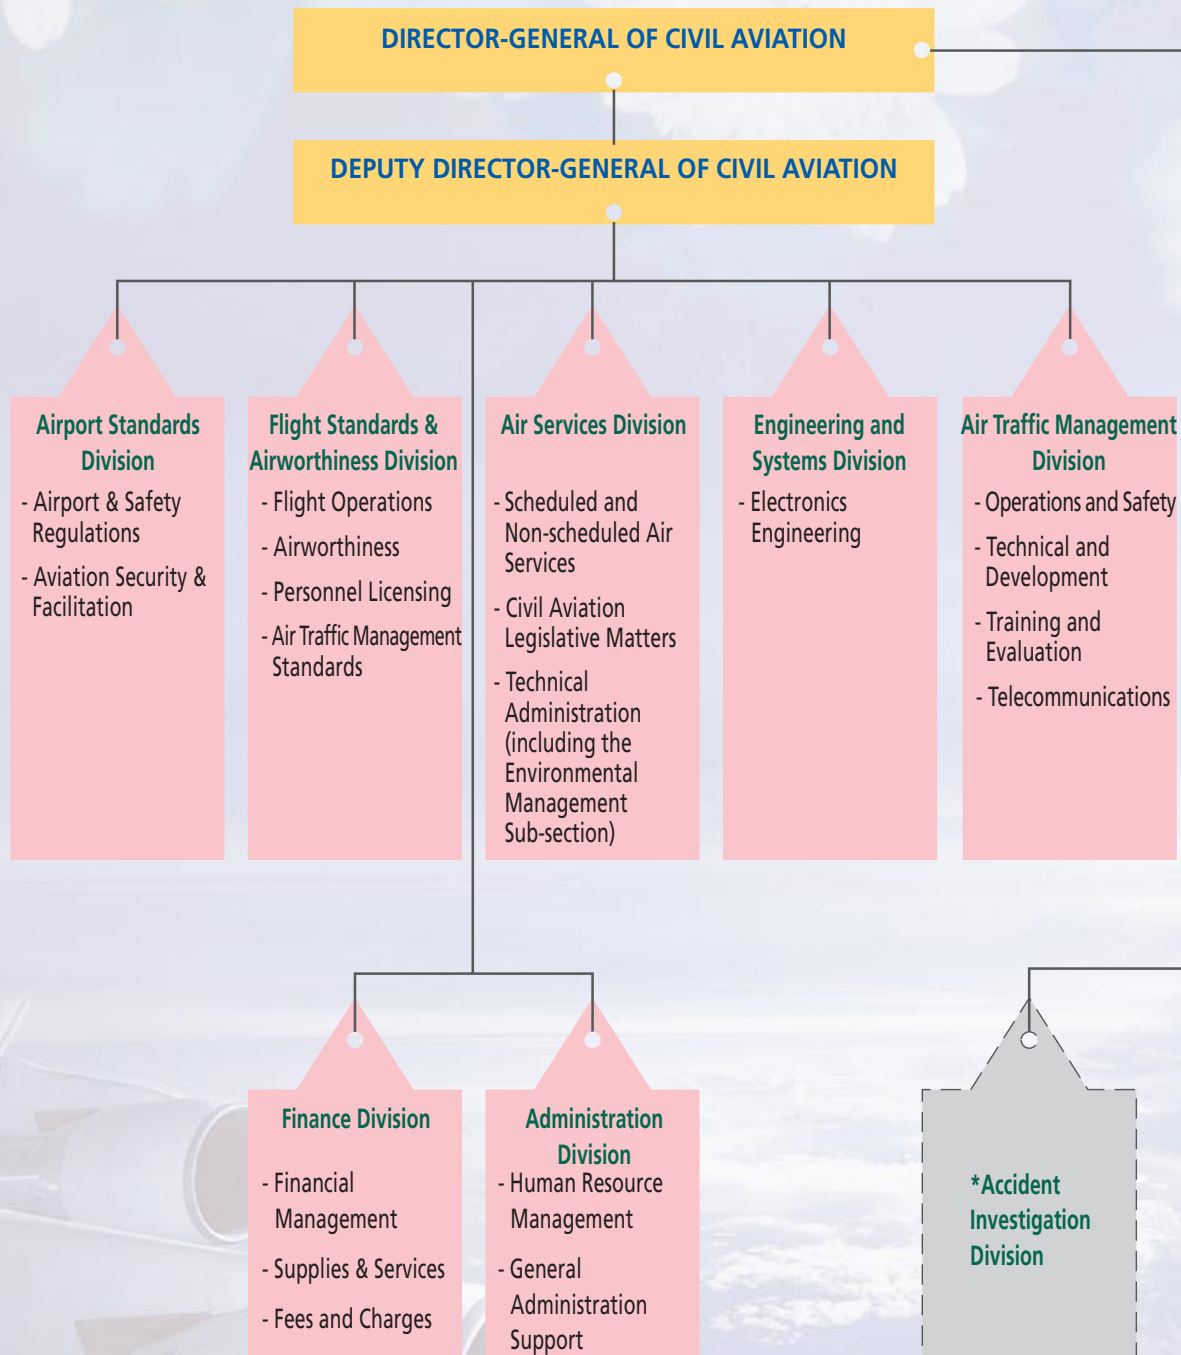 DIRECTOR-GENERAL OF CIVIL AVIATION
DEPUTY DIRECTOR-GENERAL OF CIVIL AVIATION
Airport Standards
Division
- Airport & Safety
Regulations
- Aviation Security &
Facilitation
Flight Standards &
Airworthiness Division
- Flight Operations
- Airworthiness
- Personnel Licensing
- Air Traffic Management
Standards
Air Services Division
- Scheduled and
Non-scheduled Air
Services
- Civil Aviation
Legislative Matters
- Technical
Administration
(including the
Environmental
Management
Sub-section)
Engineering and
Systems Division
- Electronics
Engineering
Air Traffic Management
Division
- Operations and Safety
- Technical and
Development
- Training and
Evaluation
- Telecommunications
Finance Division
- Financial
Management
- Supplies & Services
- Fees and Charges
Administration
Division
- Human Resource
Management
- General
Administration
Support
*Accident
Investigation
Division